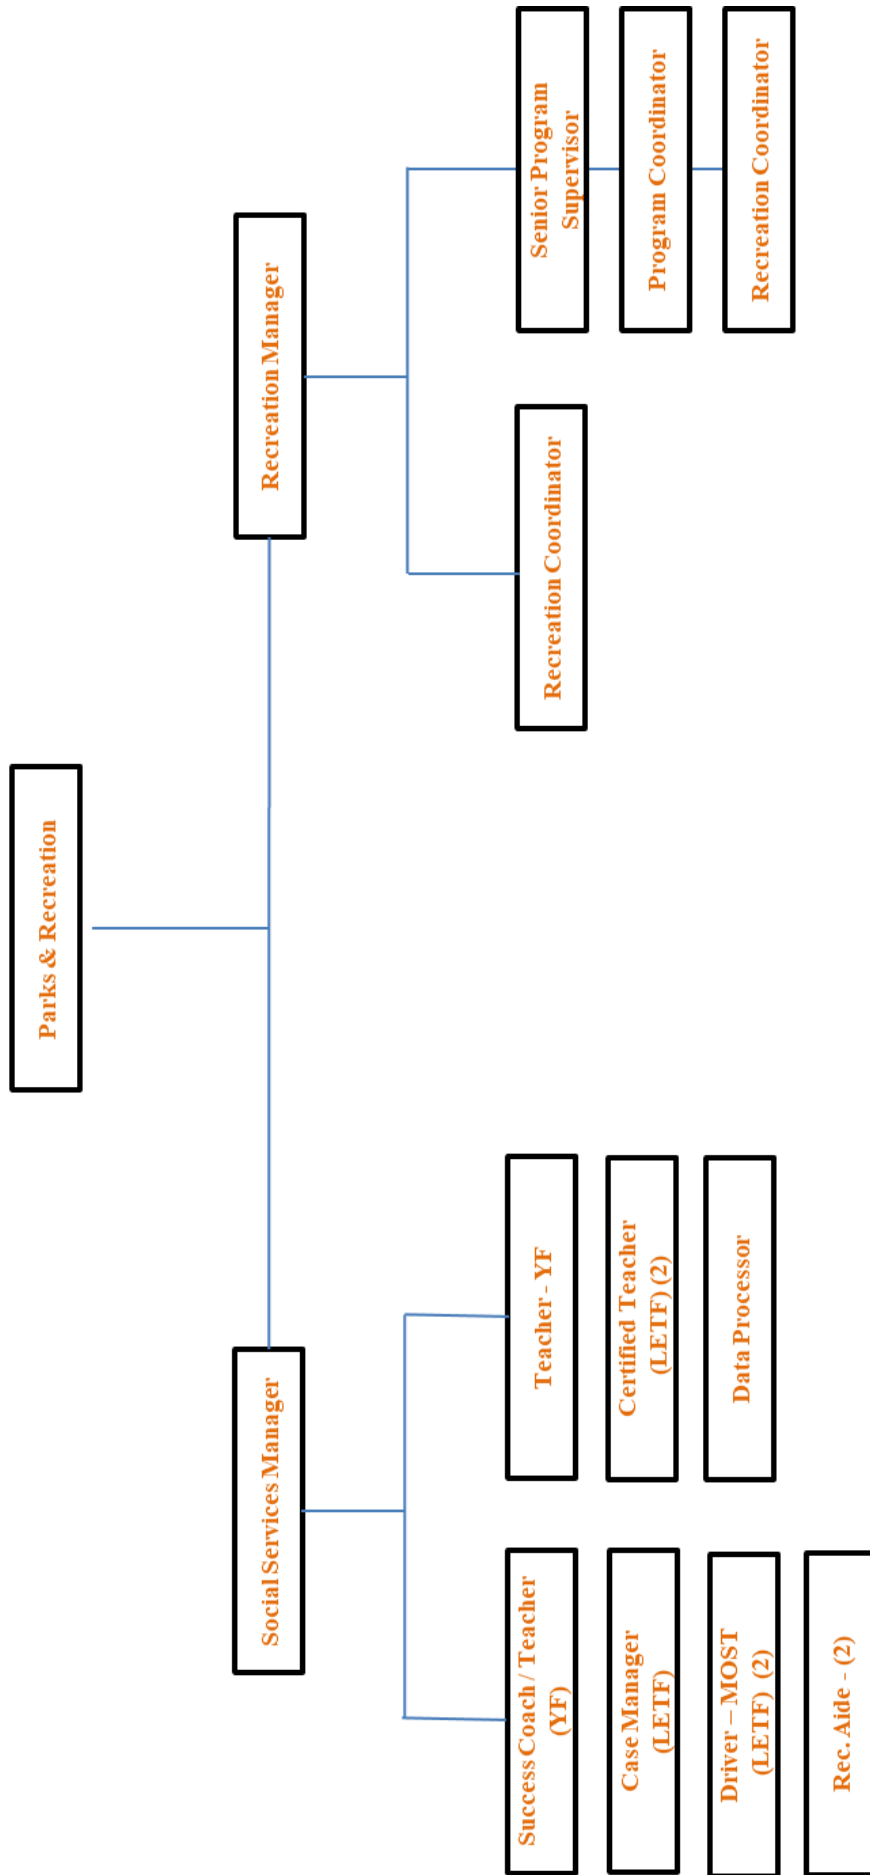 Parks & Recreation
Social Services Manager
Recreation Manager
Success Coach / Teacher
(YF)
Case Manager
(LETF)
Driver – MOST
(LETF) (2)
Rec. Aide - (2)
Teacher - YF
Certified Teacher
(LETF) (2)
Data Processor
Recreation Coordinator
Senior Program
Supervisor
Program Coordinator
Recreation Coordinator